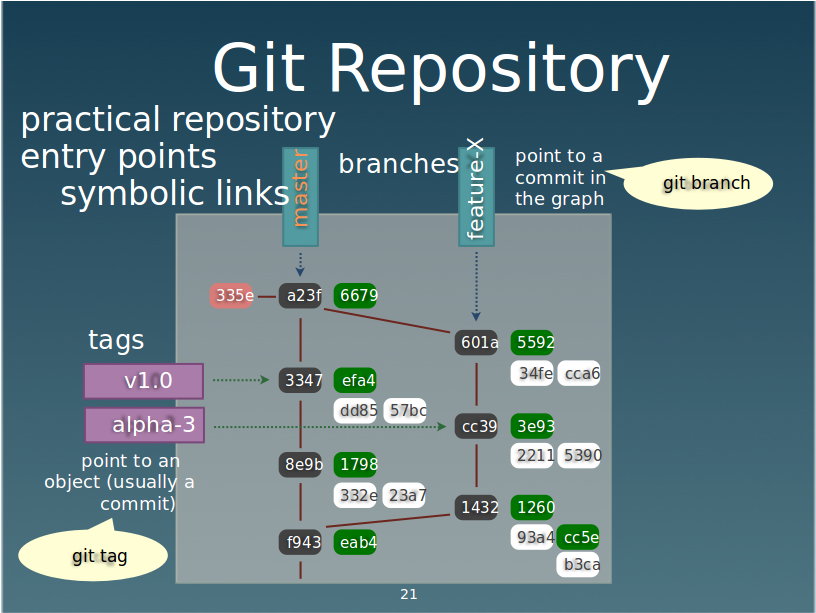 Git Repository
practical repository
entry points
symbolic links
master
branches
feature-X
point to a
commit in
the graph
git branch
335e a23f 6679
601a 5592
34fe cca6
tags
v1.0
3347 efa4
dd85 57bc
alpha-3
cc39 3e93
2211 5390
point to an
object (usually a
commit)
8e9b 1798
332e 23a7
1432 1260
93a4 cc5e
b3ca
f943 eab4
git tag
21